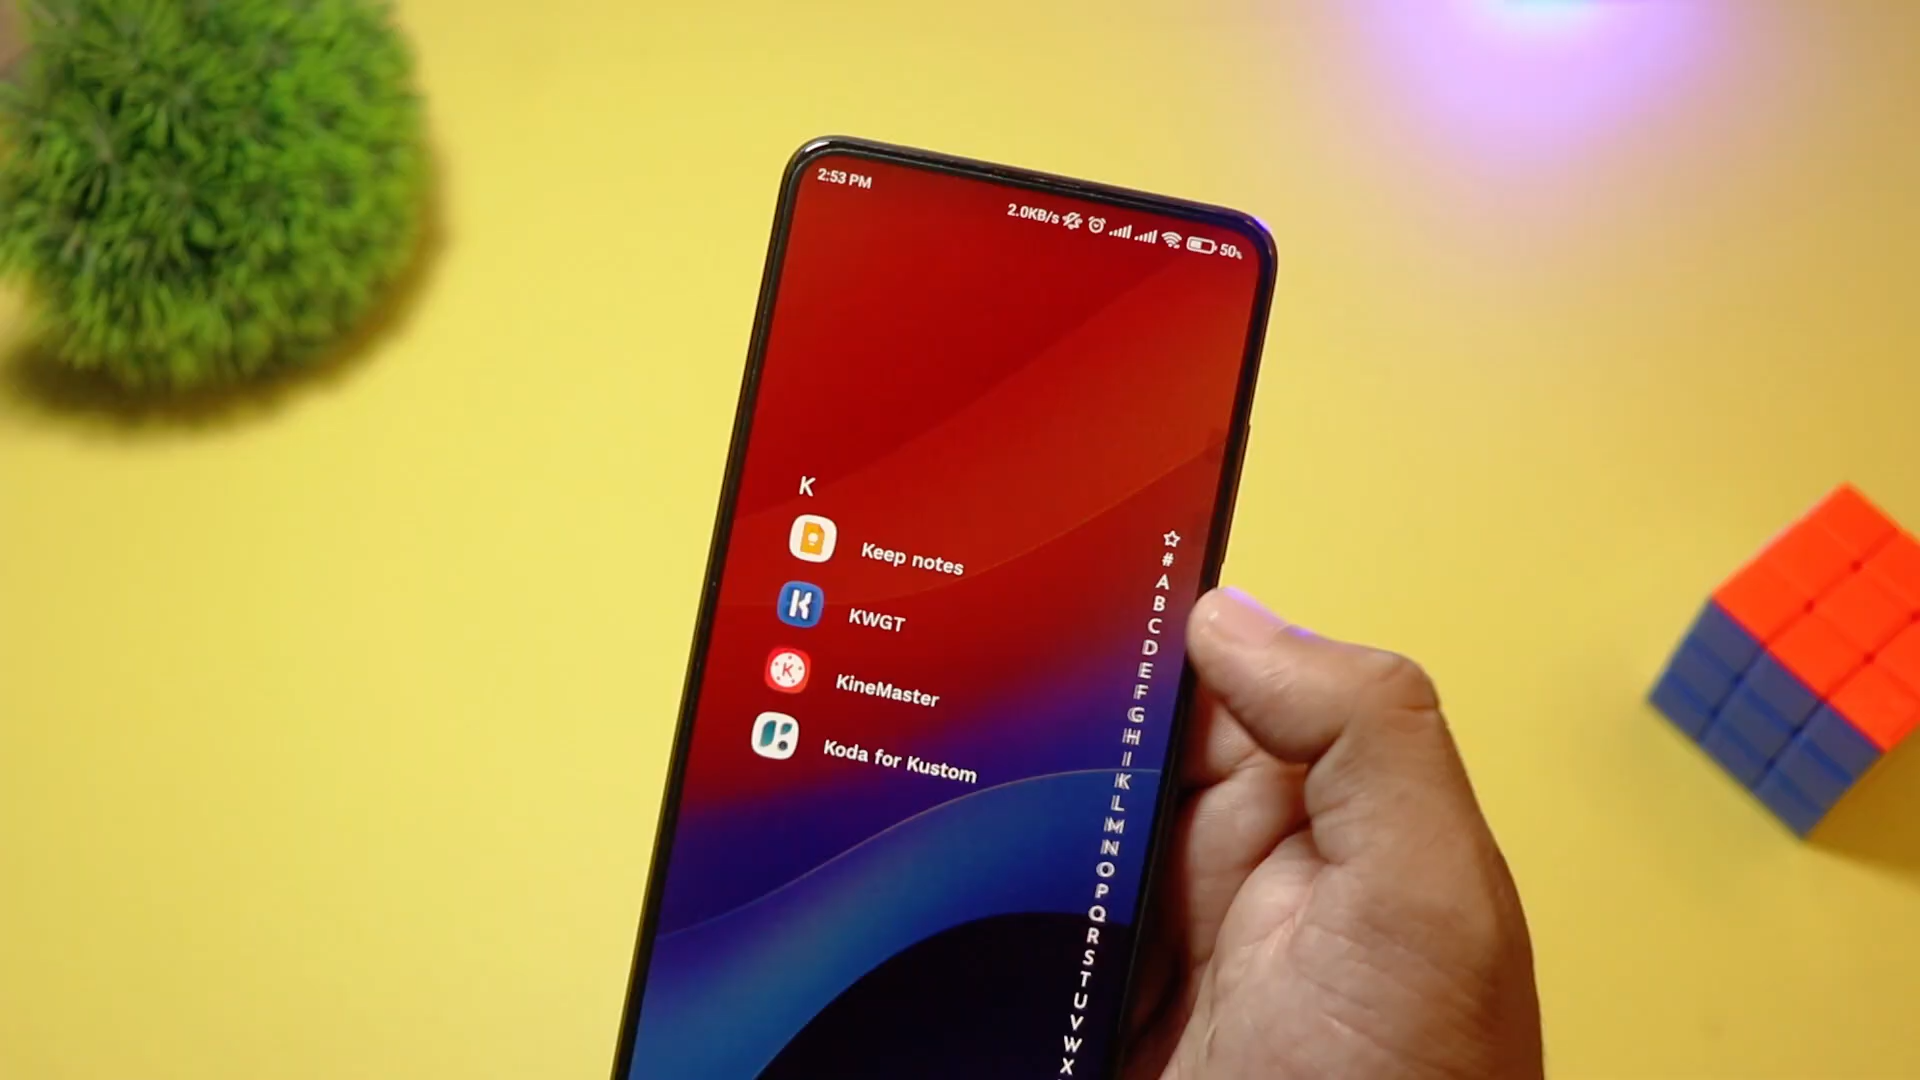 2:53 PM
2.0KB/s 50%
K
Keep notes
KWGT
KineMaster
Koda for Kustom
#
A
B
C
D
E
F
G
H
I
K
L
M
N
O
P
Q
R
S
T
U
V
W
X